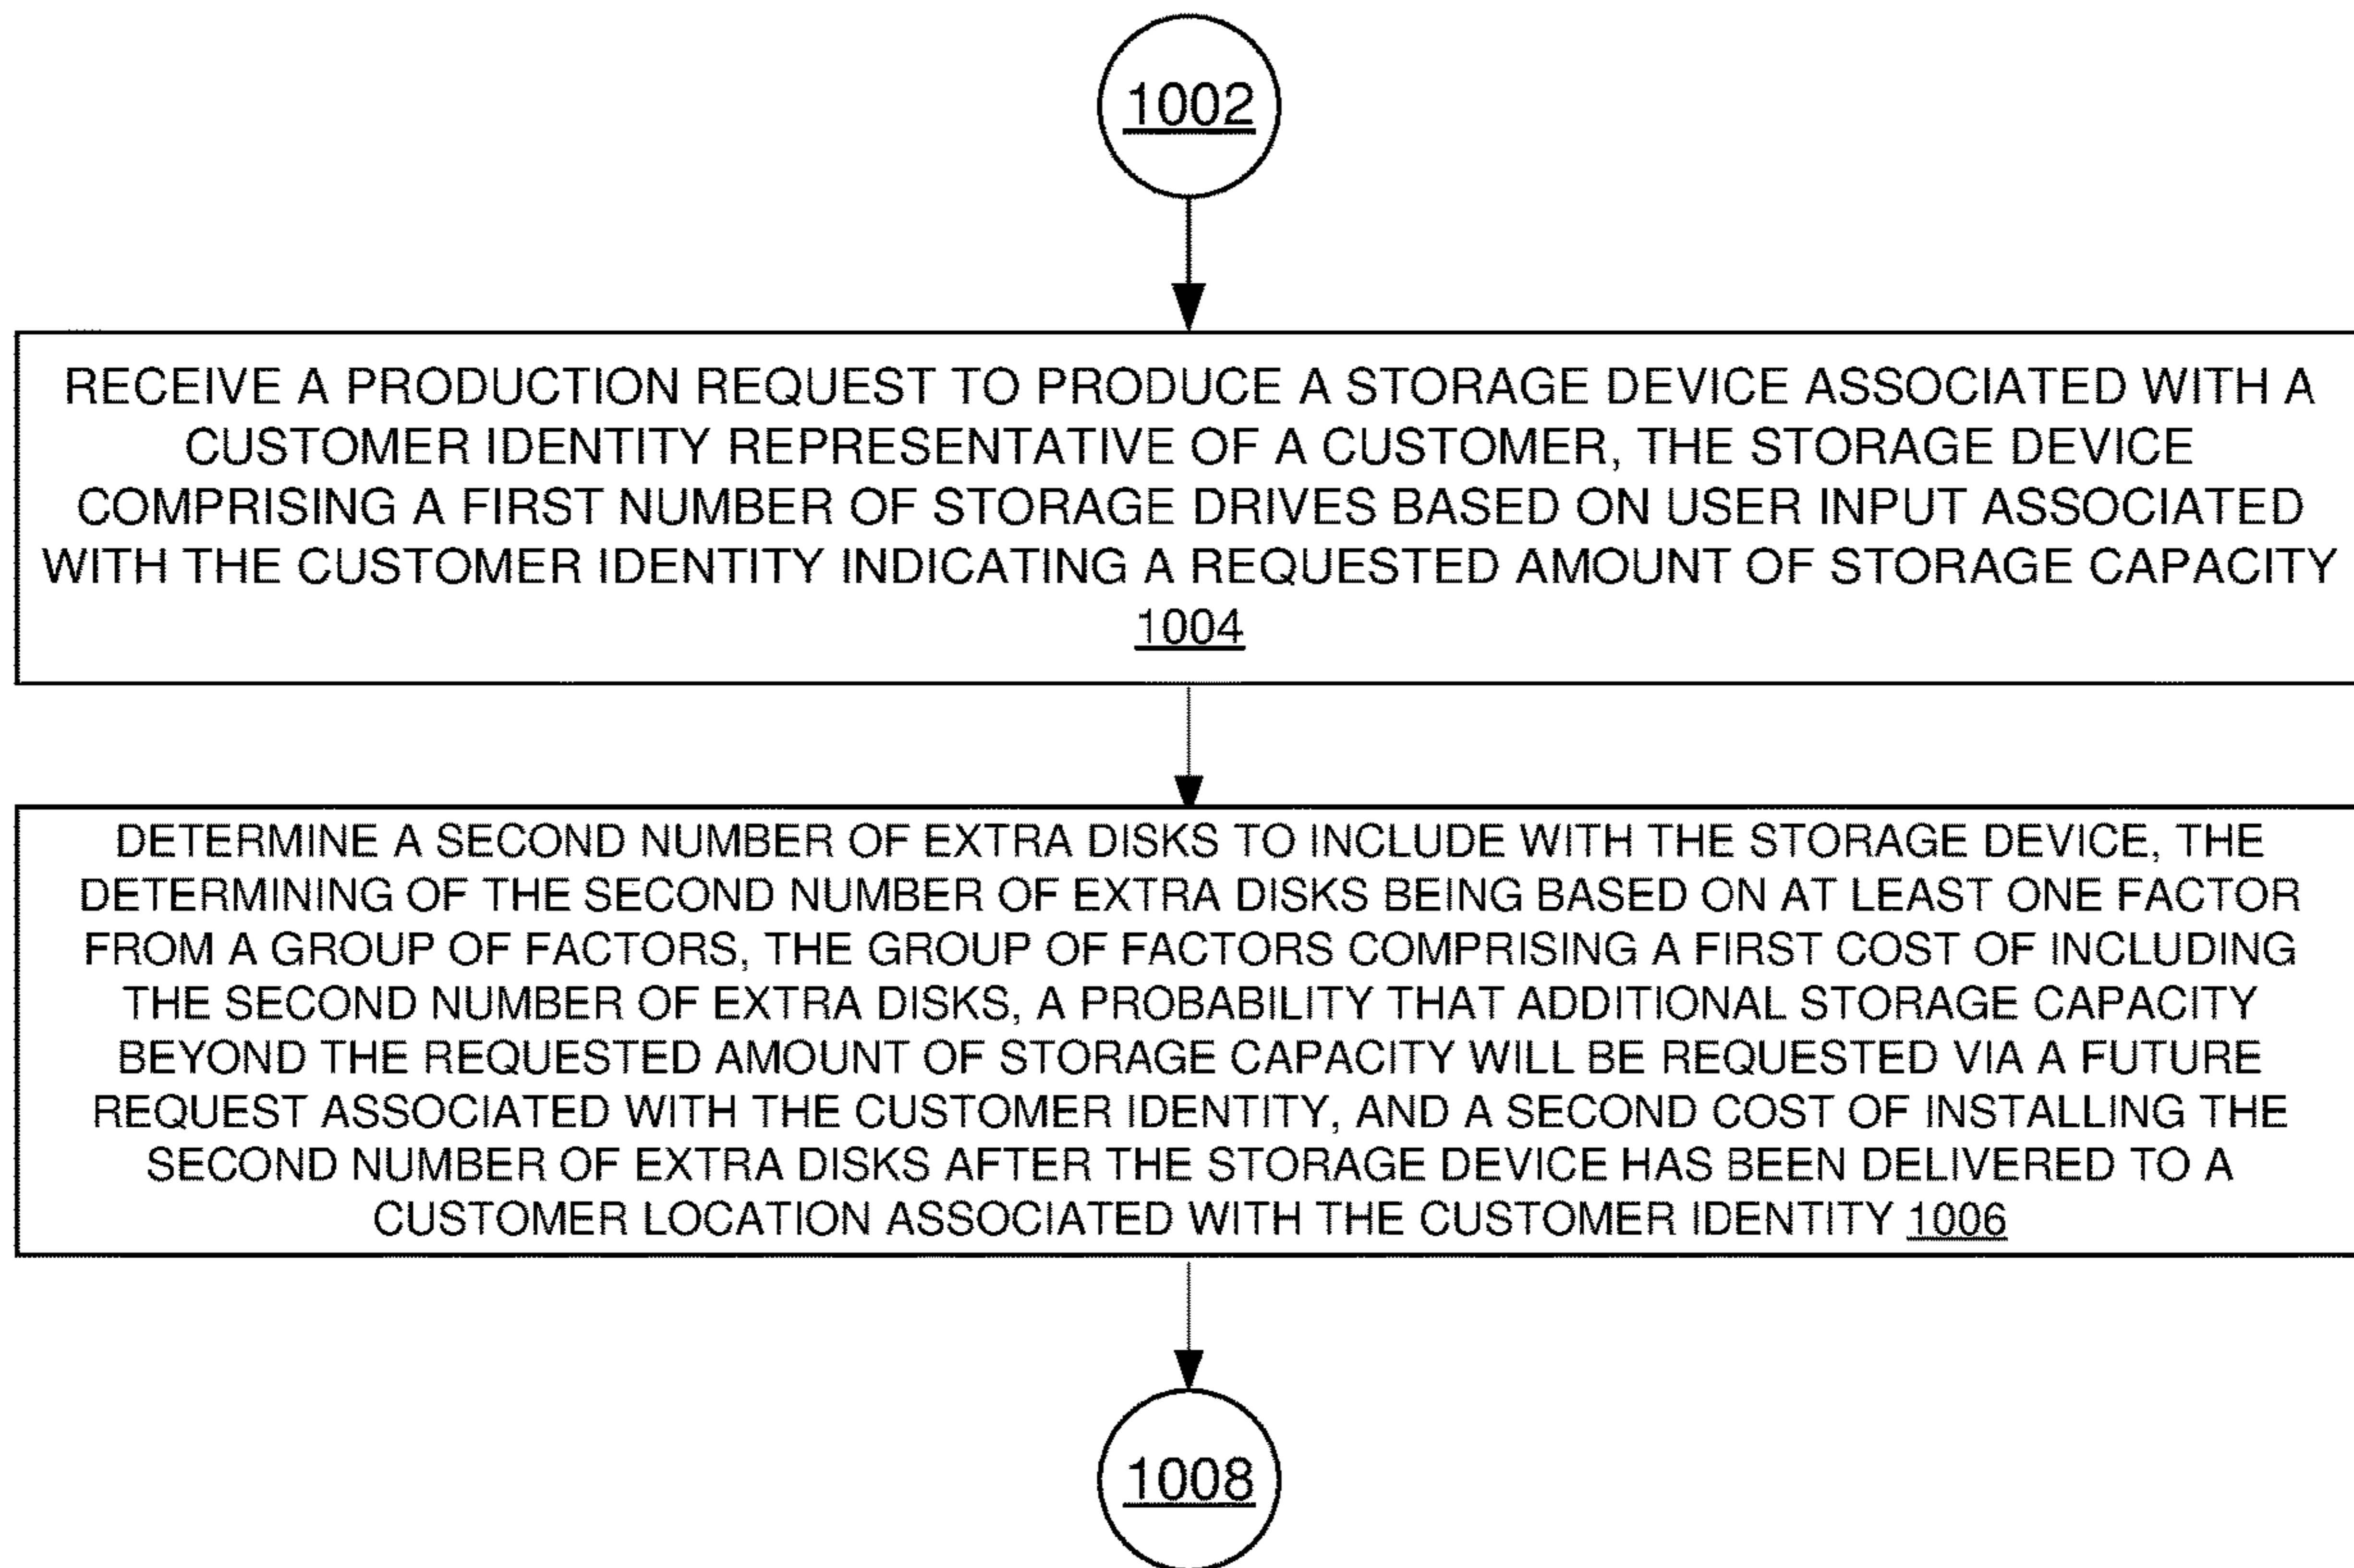 1002
RECEIVE A PRODUCTION REQUEST TO PRODUCE A STORAGE DEVICE ASSOCIATED WITH A
CUSTOMER IDENTITY REPRESENTATIVE OF A CUSTOMER, THE STORAGE DEVICE
COMPRISING A FIRST NUMBER OF STORAGE DRIVES BASED ON USER INPUT ASSOCIATED
WITH THE CUSTOMER IDENTITY INDICATING A REQUESTED AMOUNT OF STORAGE CAPACITY
1004
DETERMINE A SECOND NUMBER OF EXTRA DISKS TO INCLUDE WITH THE STORAGE DEVICE, THE
DETERMINING OF THE SECOND NUMBER OF EXTRA DISKS BEING BASED ON AT LEAST ONE FACTOR
FROM A GROUP OF FACTORS, THE GROUP OF FACTORS COMPRISING A FIRST COST OF INCLUDING
THE SECOND NUMBER OF EXTRA DISKS, A PROBABILITY THAT ADDITIONAL STORAGE CAPACITY
BEYOND THE REQUESTED AMOUNT OF STORAGE CAPACITY WILL BE REQUESTED VIA A FUTURE
REQUEST ASSOCIATED WITH THE CUSTOMER IDENTITY, AND A SECOND COST OF INSTALLING THE
SECOND NUMBER OF EXTRA DISKS AFTER THE STORAGE DEVICE HAS BEEN DELIVERED TO A
CUSTOMER LOCATION ASSOCIATED WITH THE CUSTOMER IDENTITY 1006
1008